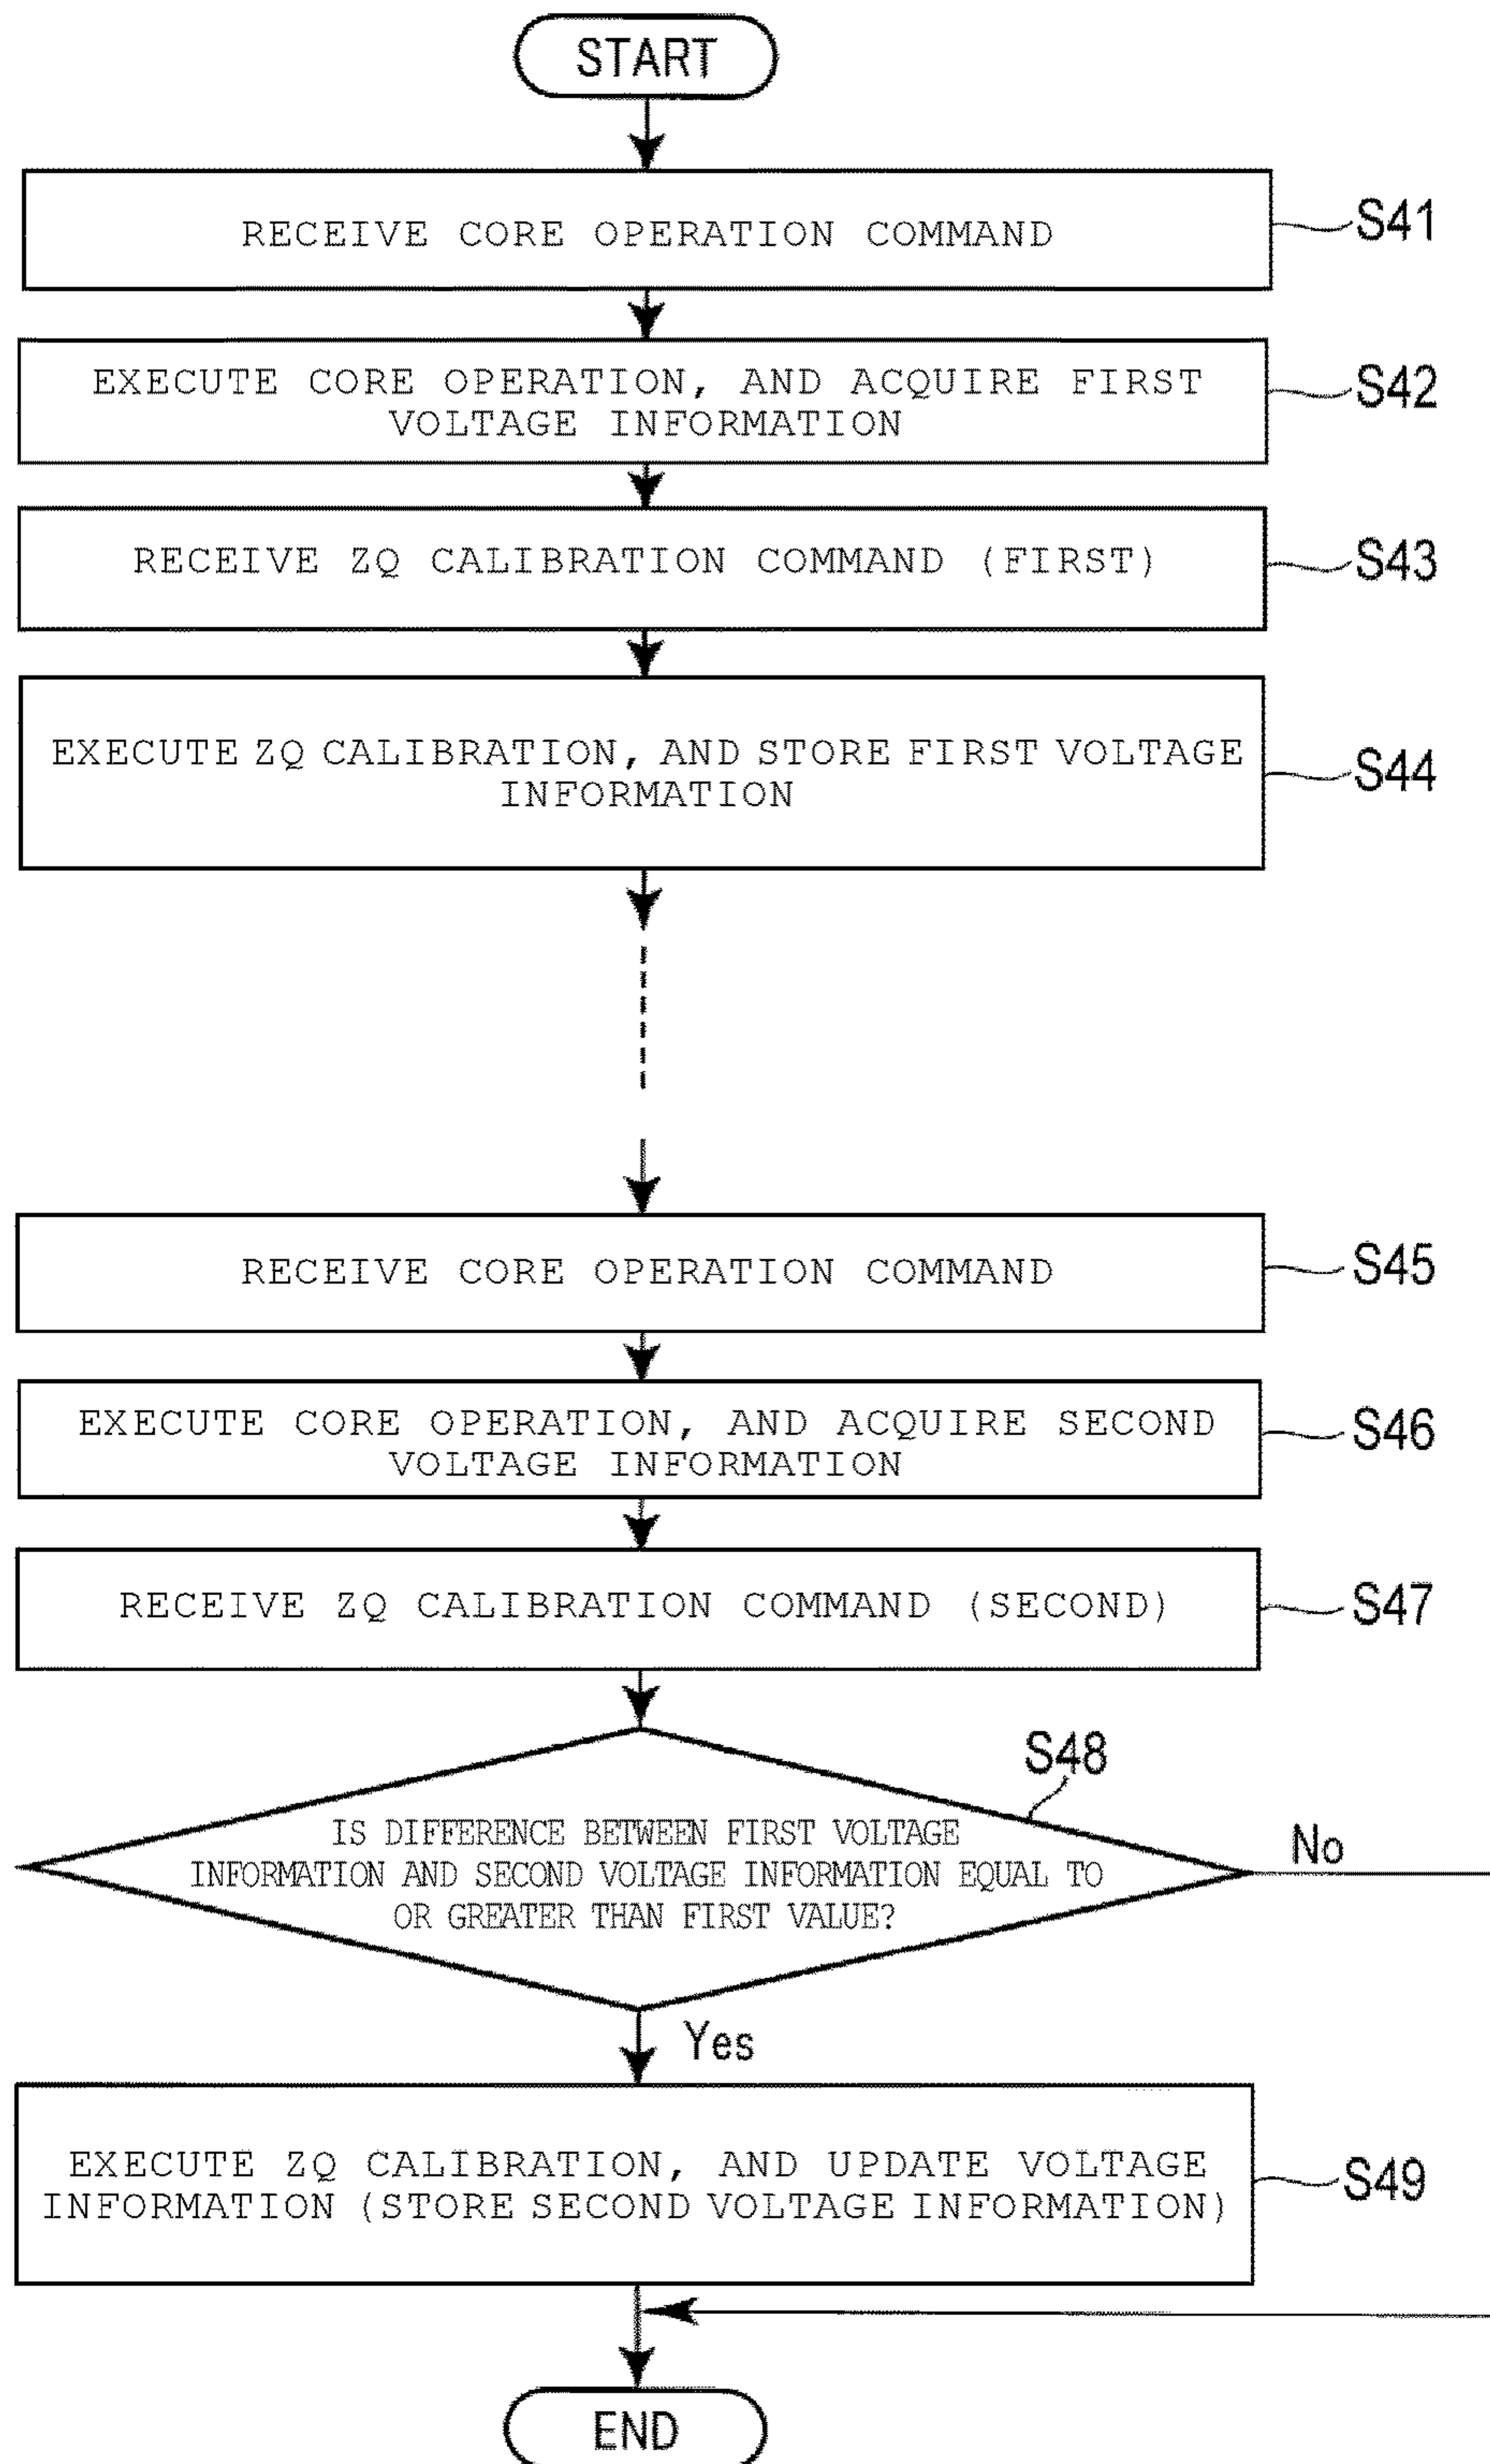 START
RECEIVE CORE OPERATION COMMAND
S41
EXECUTE CORE OPERATION, AND ACQUIRE FIRST
VOLTAGE INFORMATION
S42
RECEIVE ZQ CALIBRATION COMMAND (FIRST)
S43
EXECUTE ZQ CALIBRATION, AND STORE FIRST VOLTAGE
INFORMATION
S44
RECEIVE CORE OPERATION COMMAND
S45
EXECUTE CORE OPERATION, AND ACQUIRE SECOND
VOLTAGE INFORMATION
S46
RECEIVE ZQ CALIBRATION COMMAND (SECOND)
S47
S48
IS DIFFERENCE BETWEEN FIRST VOLTAGE
INFORMATION AND SECOND VOLTAGE INFORMATION EQUAL TO
OR GREATER THAN FIRST VALUE?
No
Yes
EXECUTE ZQ CALIBRATION, AND UPDATE VOLTAGE
INFORMATION (STORE SECOND VOLTAGE INFORMATION)
S49
END